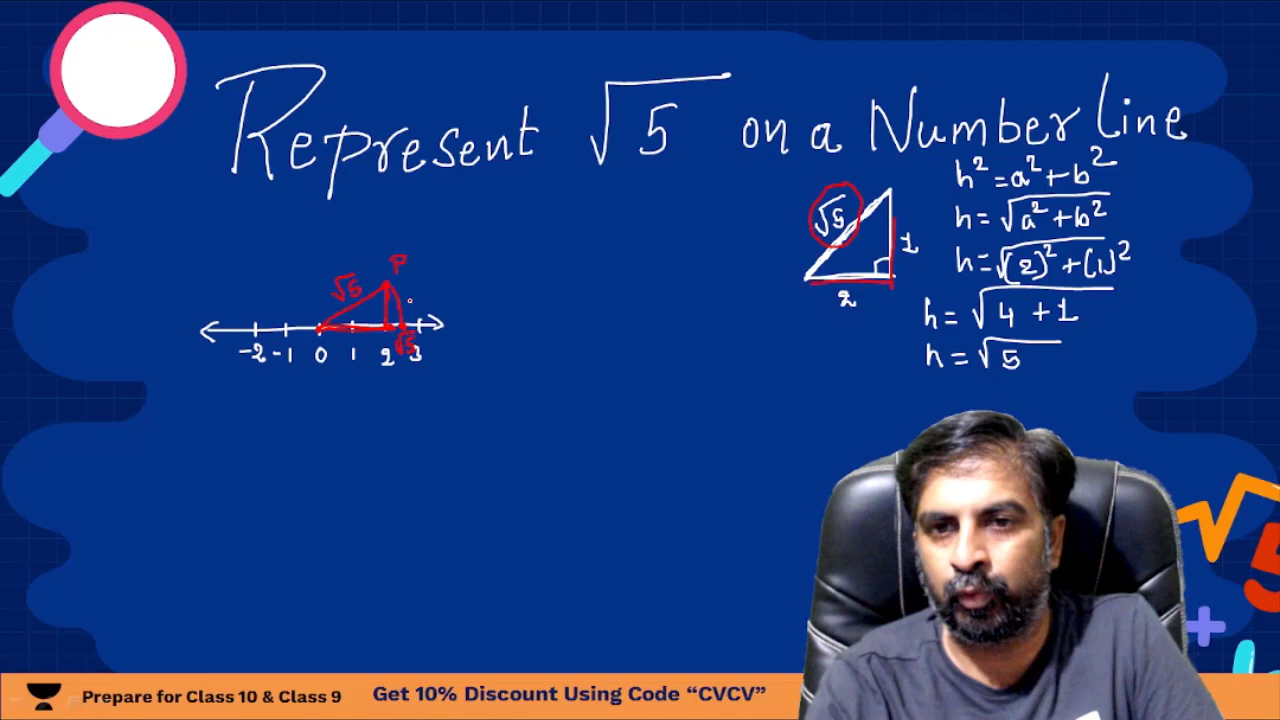 Represent √5 on a Number line
h² = a² + b²
h = √a² + b²
h = √(2)² + (1)²
h = √4 + 1
h = √5
√5
1
2
P
√5
-2 -1 0 1 2 √5 3
√5
Prepare for Class 10 & Class 9
Get 10% Discount Using Code “CVCV”